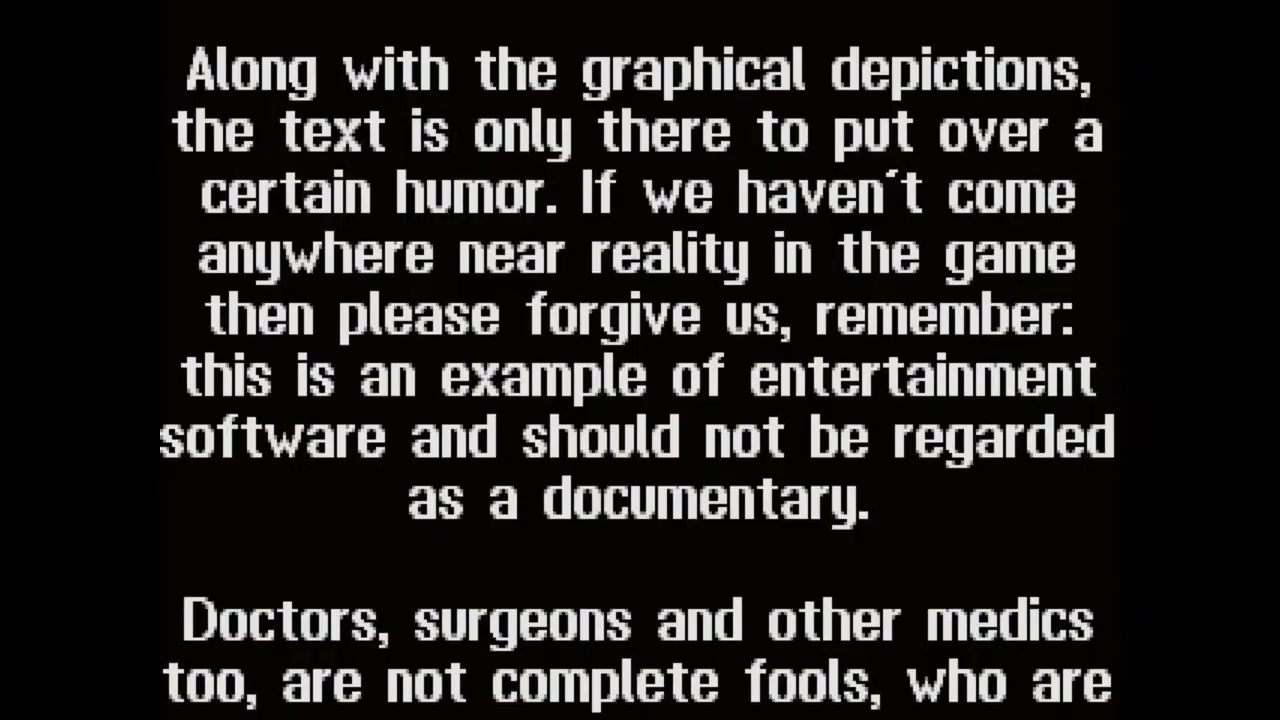 Along with the graphical depictions,
the text is only there to put over a
certain humor. If we haven´t come
anywhere near reality in the game
then please forgive us, remember:
this is an example of entertainment
software and should not be regarded
as a documentary.
Doctors, surgeons and other medics
too, are not complete fools, who are